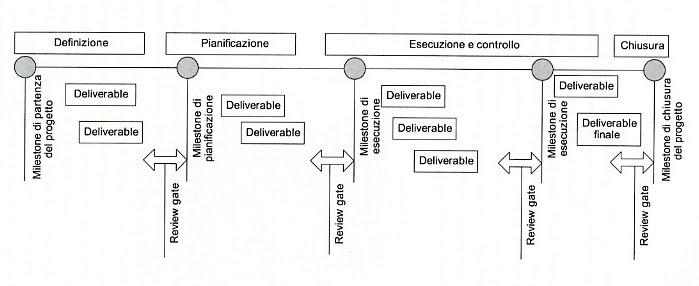 Definizione
Pianificazione
Esecuzione e controllo
Chiusura
Milestone di partenza
del progetto
Deliverable
Deliverable
Review gate
Milestone di
pianificazione
Deliverable
Deliverable
Review gate
Milestone di
esecuzione
Deliverable
Deliverable
Deliverable
Review gate
Milestone di
esecuzione
Deliverable
Deliverable
finale
Review gate
Milestone di chiusura
del progetto